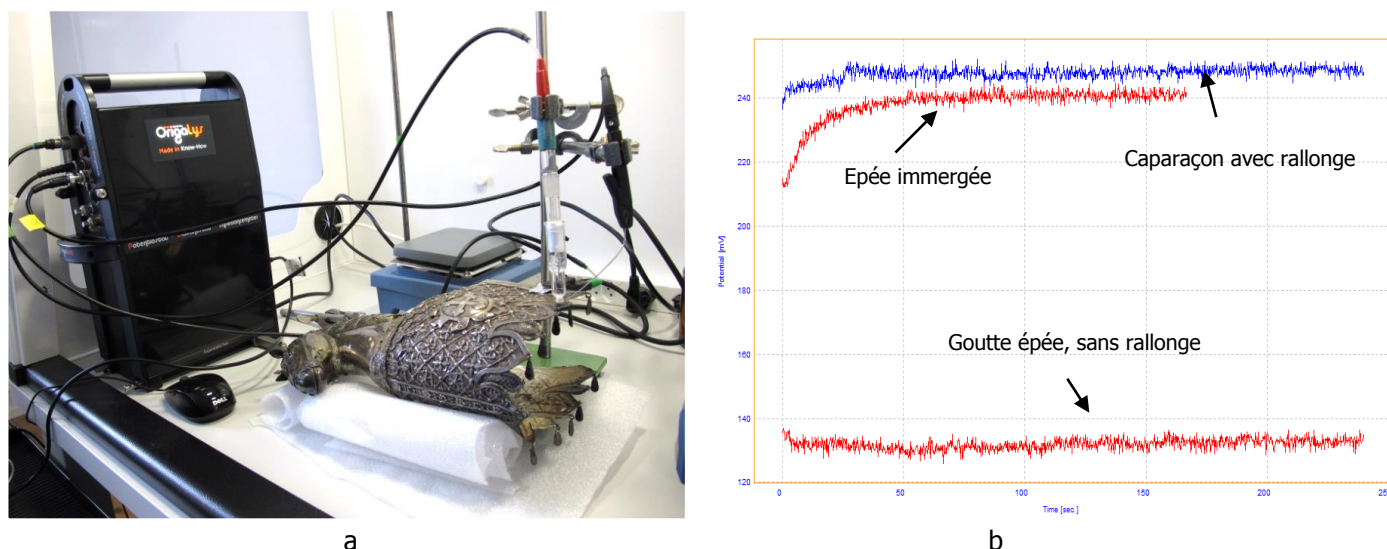 OrigaLys
Made in Know-How
DELL
a
240
220
200
180
160
140
120
Potential [mV]
Caparaçon avec rallonge
Epée immergée
Goutte épée, sans rallonge
0
50
100
150
200
Time [sec.]
b